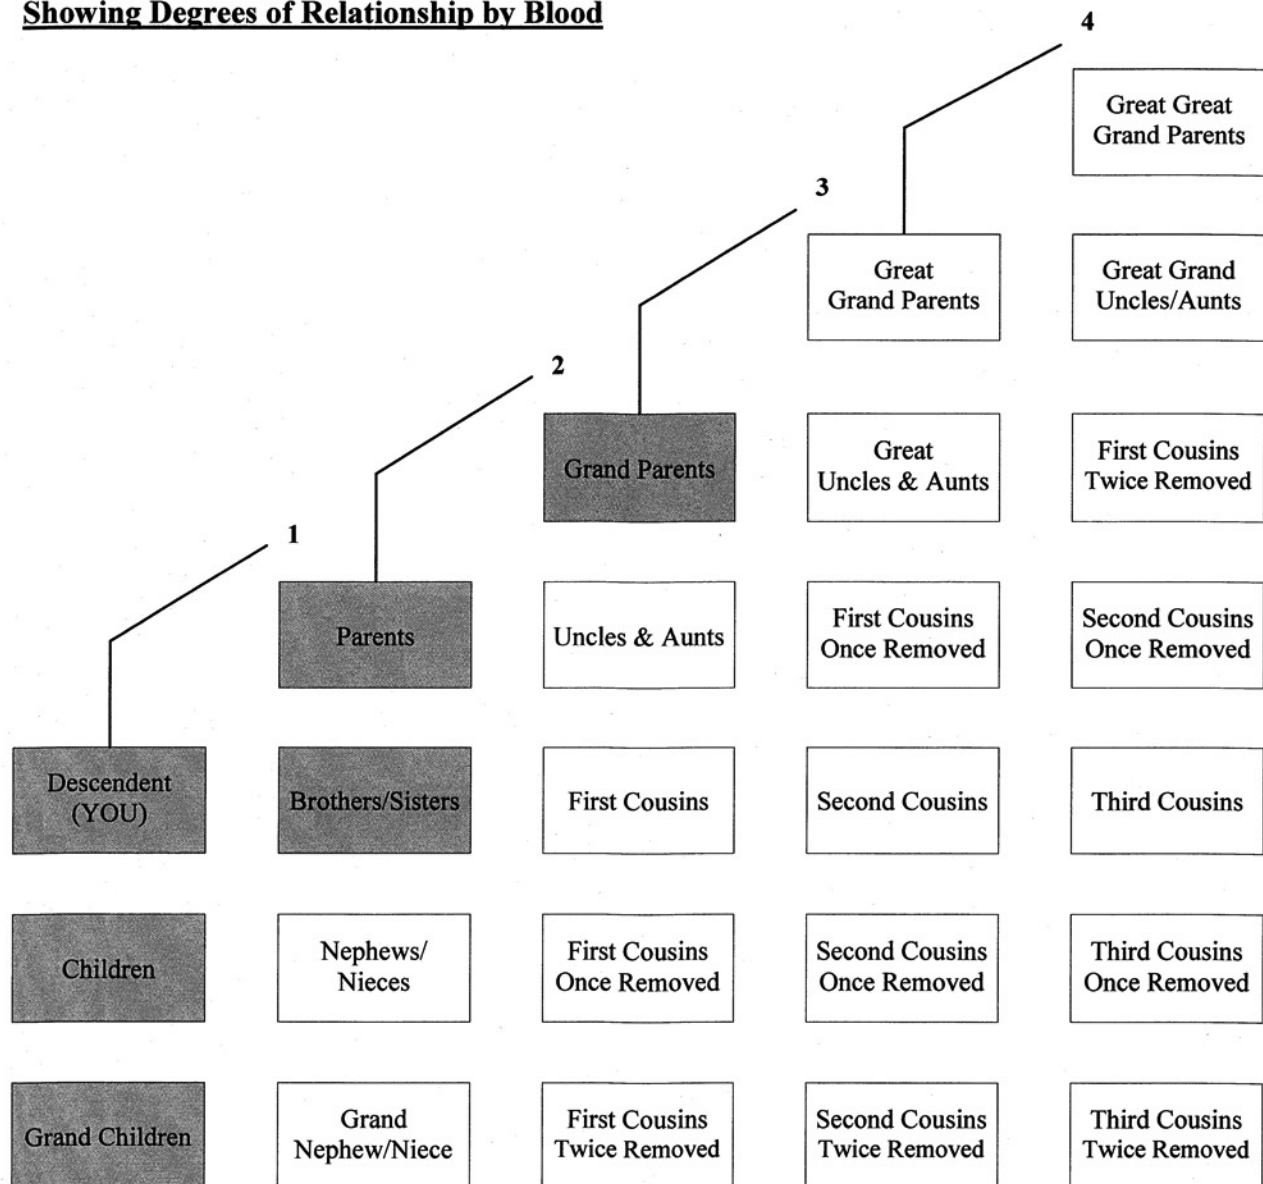 Showing Degrees of Relationship by Blood
4
Great Great
Grand Parents
3
Great
Grand Parents
Great Grand
Uncles/Aunts
2
Grand Parents
Great
Uncles & Aunts
First Cousins
Twice Removed
1
Parents
Uncles & Aunts
First Cousins
Once Removed
Second Cousins
Once Removed
Descendent
(YOU)
Brothers/Sisters
First Cousins
Second Cousins
Third Cousins
Children
Nephews/
Nieces
First Cousins
Once Removed
Second Cousins
Once Removed
Third Cousins
Once Removed
Grand Children
Grand
Nephew/Niece
First Cousins
Twice Removed
Second Cousins
Twice Removed
Third Cousins
Twice Removed